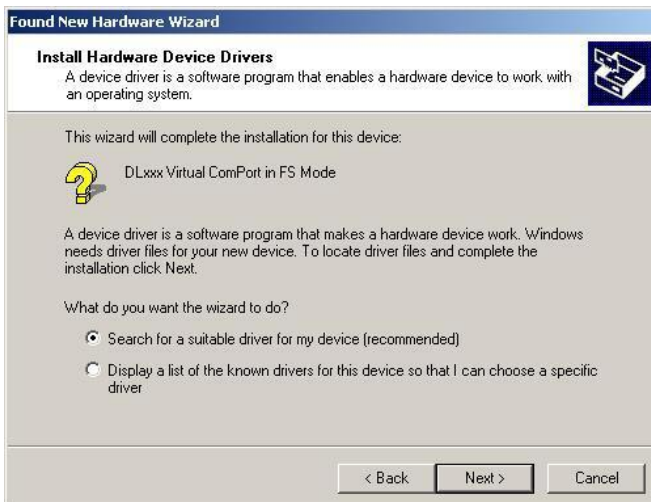 Found New Hardware Wizard
Install Hardware Device Drivers
A device driver is a software program that enables a hardware device to work with
an operating system.
This wizard will complete the installation for this device:
DLxxx Virtual ComPort in FS Mode
A device driver is a software program that makes a hardware device work. Windows
needs driver files for your new device. To locate driver files and complete the
installation click Next.
What do you want the wizard to do?
Search for a suitable driver for my device (recommended)
Display a list of the known drivers for this device so that I can choose a specific
driver
< Back Next > Cancel